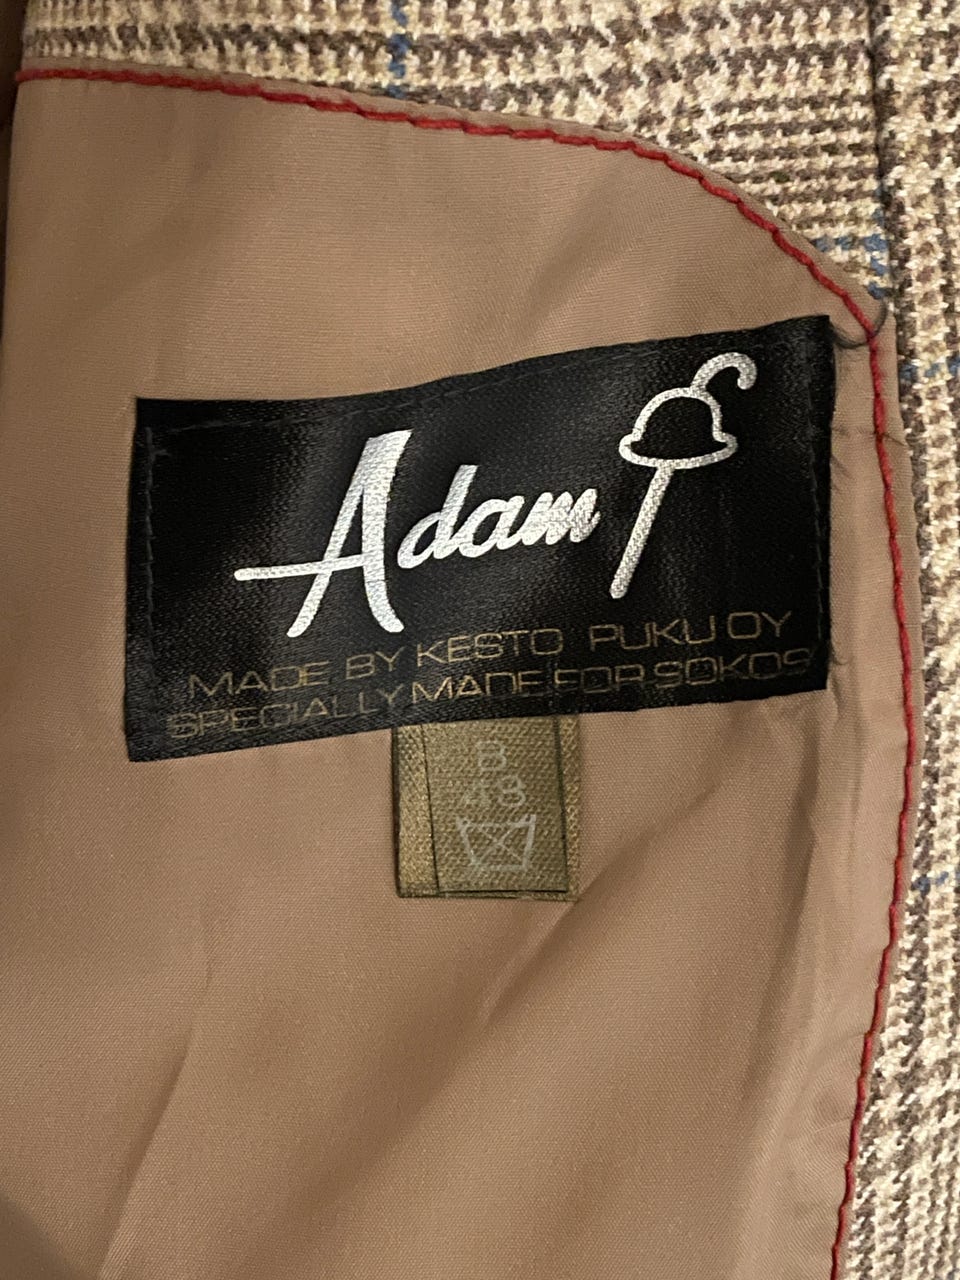 Adam
MADE BY KESTO PUKU OY
SPECIALLY MADE FOR SOKOS
B
48